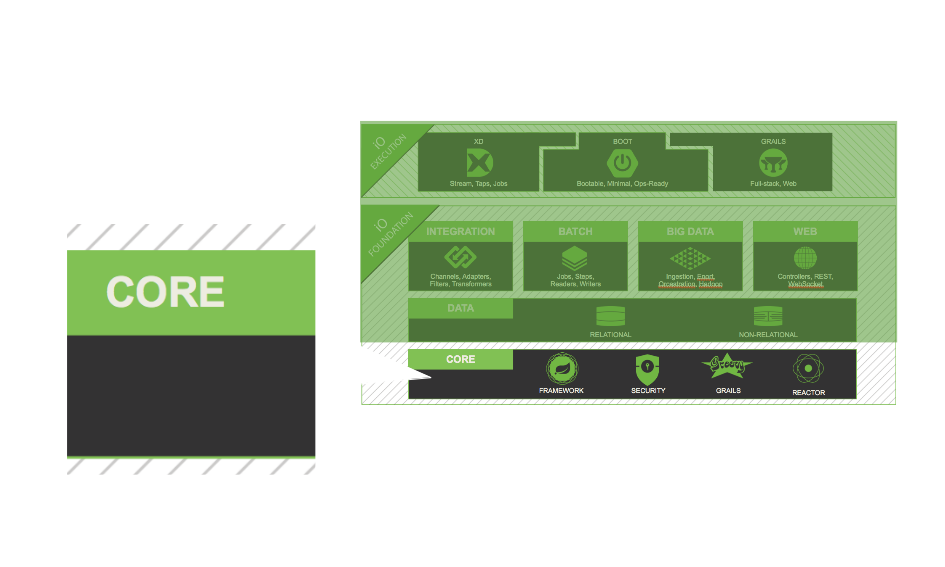 CORE
iO
EXECUTION
XD
Stream, Taps, Jobs
BOOT
Bootable, Minimal, Ops-Ready
GRAILS
Full-stack, Web
iO
FOUNDATION
INTEGRATION
Channels, Adapters,
Filters, Transformers
BATCH
Jobs, Steps,
Readers, Writers
BIG DATA
Ingestion, Export,
Orcestration, Hadoop
WEB
Controllers, REST,
WebSocket
DATA
RELATIONAL
NON-RELATIONAL
CORE
FRAMEWORK
SECURITY
Groovy
GRAILS
REACTOR